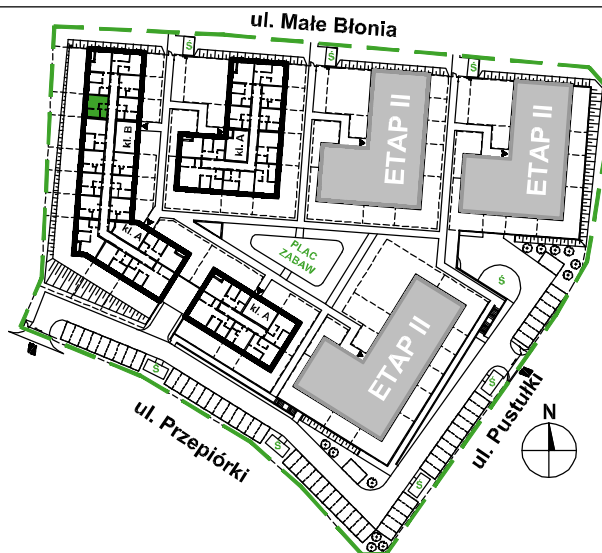 ul. Małe Błonia
Ś
Ś
Ś
kl. B
kl. A
ETAP II
ETAP II
kl. A
PLAC
ZABAW
Ś
kl. A
ETAP II
Ś
Ś
ul. Pustułki
N
ul. Przepiórki
Ś
Ś